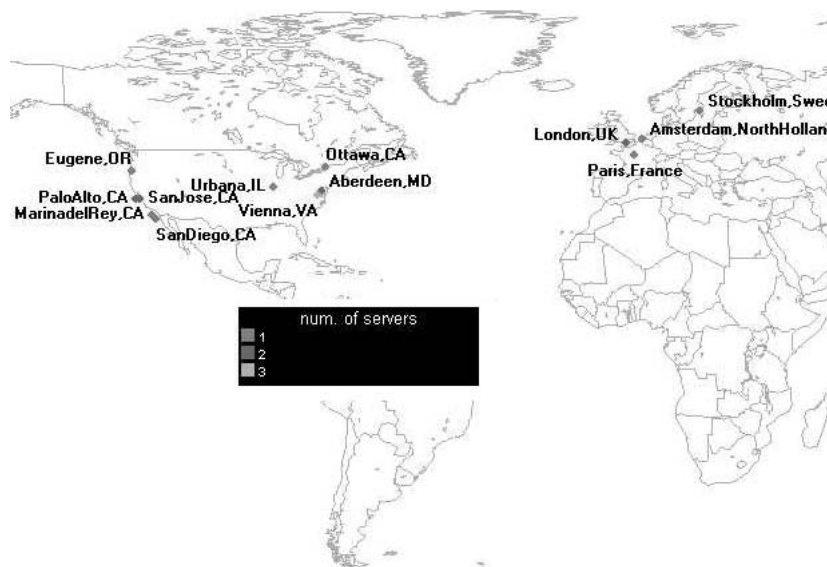 Stockholm,Swe
London,UK
Amsterdam,NorthHollan
Paris,France
Ottawa,CA
Eugene,OR
Urbana,IL
Aberdeen,MD
PaloAlto,CA
SanJose,CA
MarinadelRey,CA
Vienna,VA
SanDiego,CA
num. of servers
1
2
3